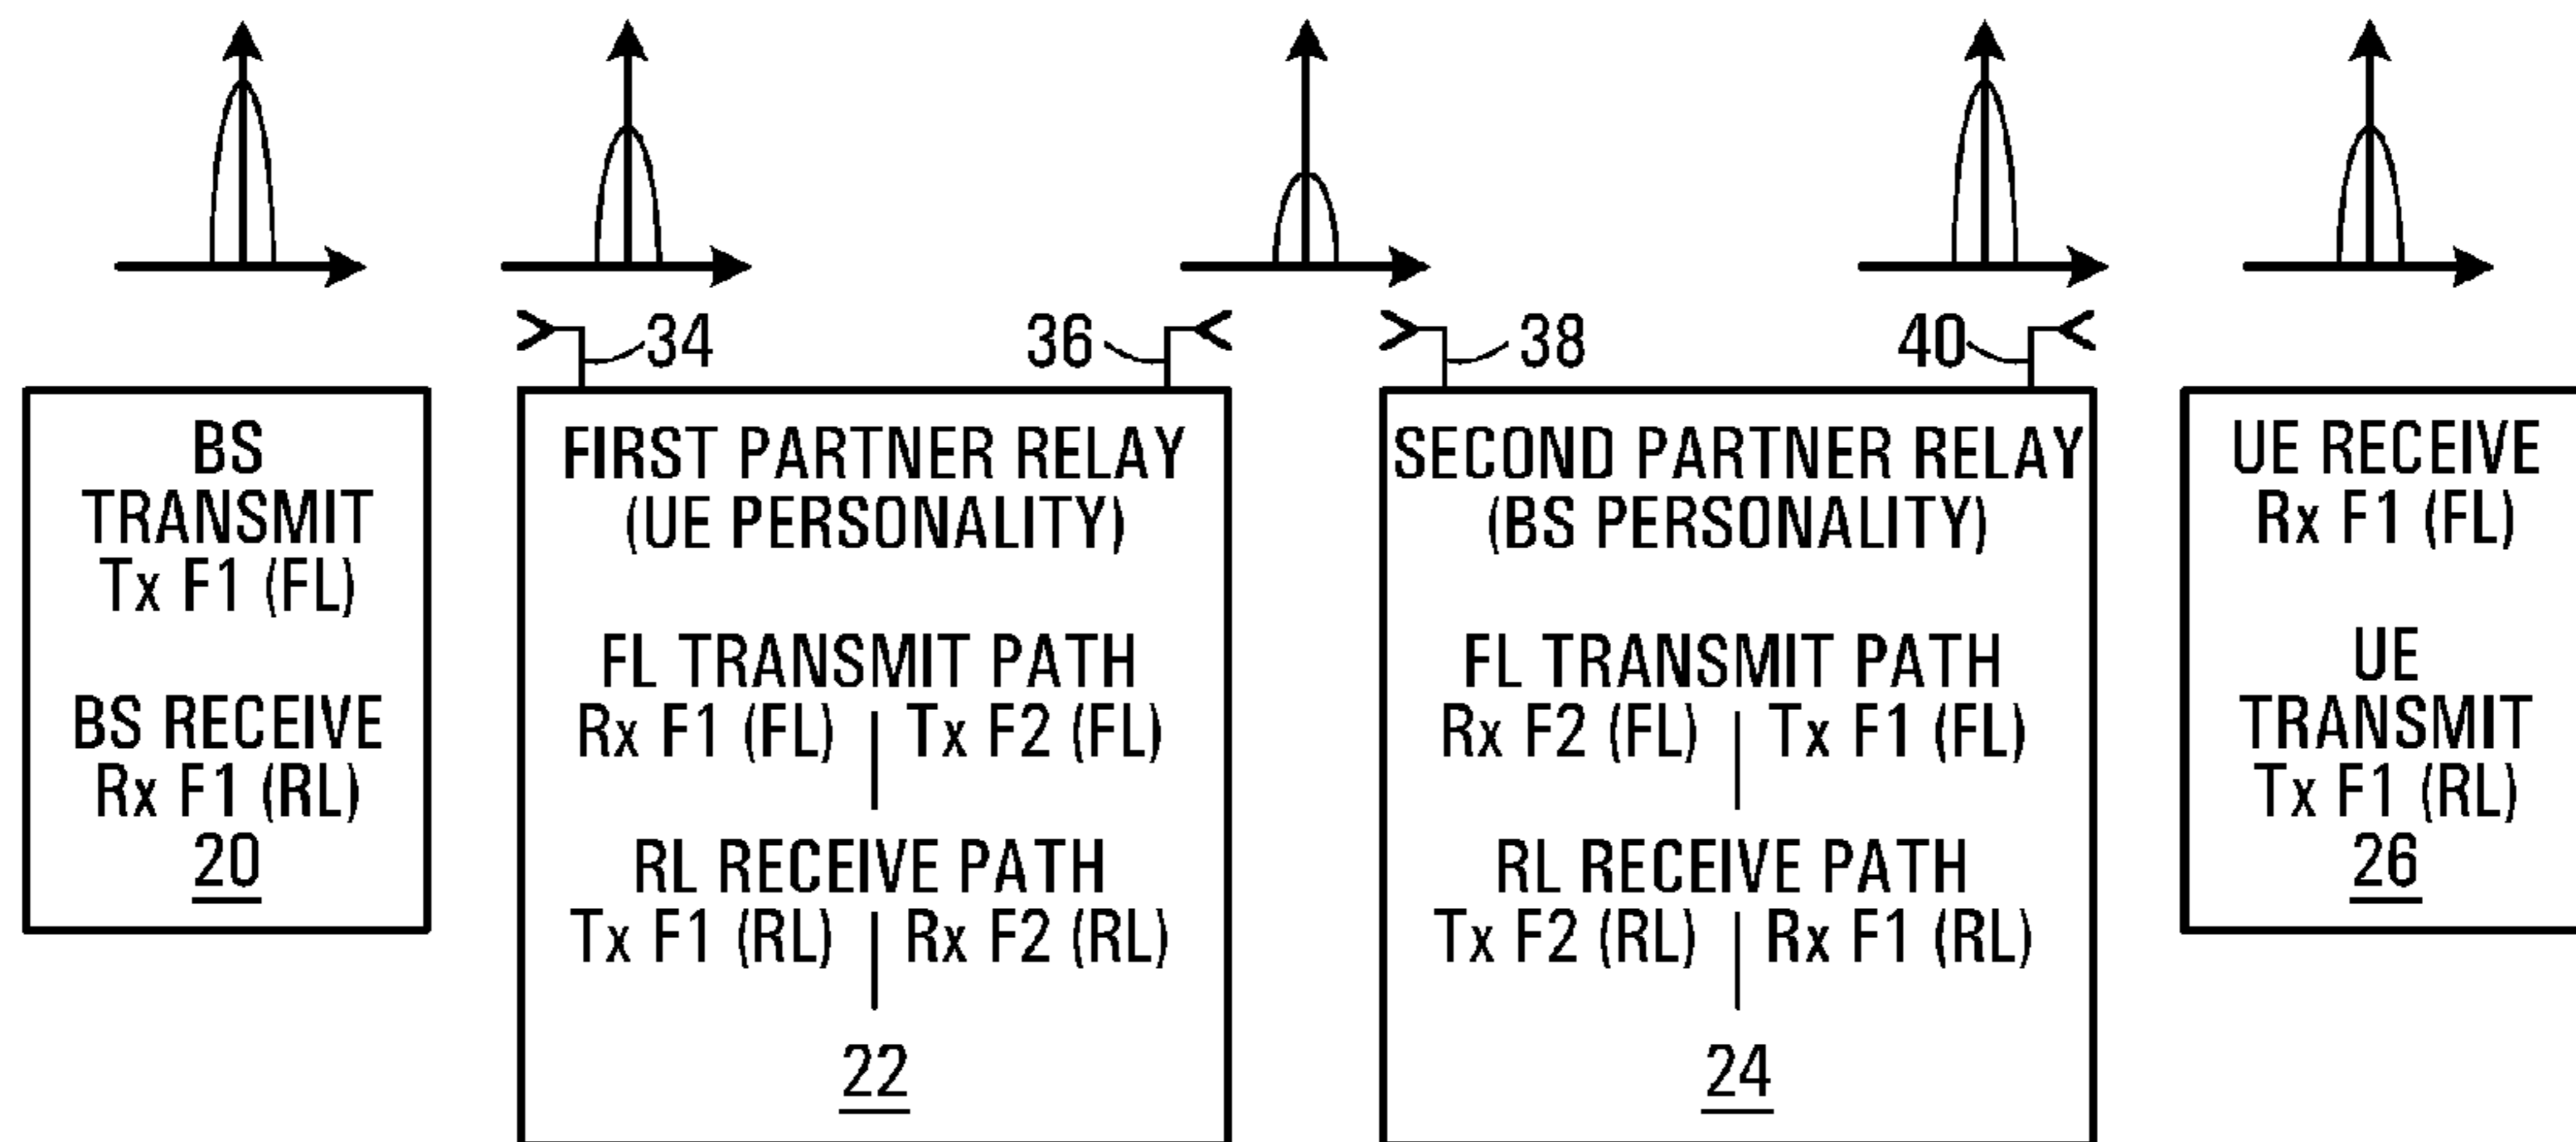 34
36
38
40
BS
TRANSMIT
Tx F1 (FL)
BS RECEIVE
Rx F1 (RL)
20
FIRST PARTNER RELAY
(UE PERSONALITY)
FL TRANSMIT PATH
Rx F1 (FL) | Tx F2 (FL)
RL RECEIVE PATH
Tx F1 (RL) | Rx F2 (RL)
22
SECOND PARTNER RELAY
(BS PERSONALITY)
FL TRANSMIT PATH
Rx F2 (FL) | Tx F1 (FL)
RL RECEIVE PATH
Tx F2 (RL) | Rx F1 (RL)
24
UE RECEIVE
Rx F1 (FL)
UE
TRANSMIT
Tx F1 (RL)
26